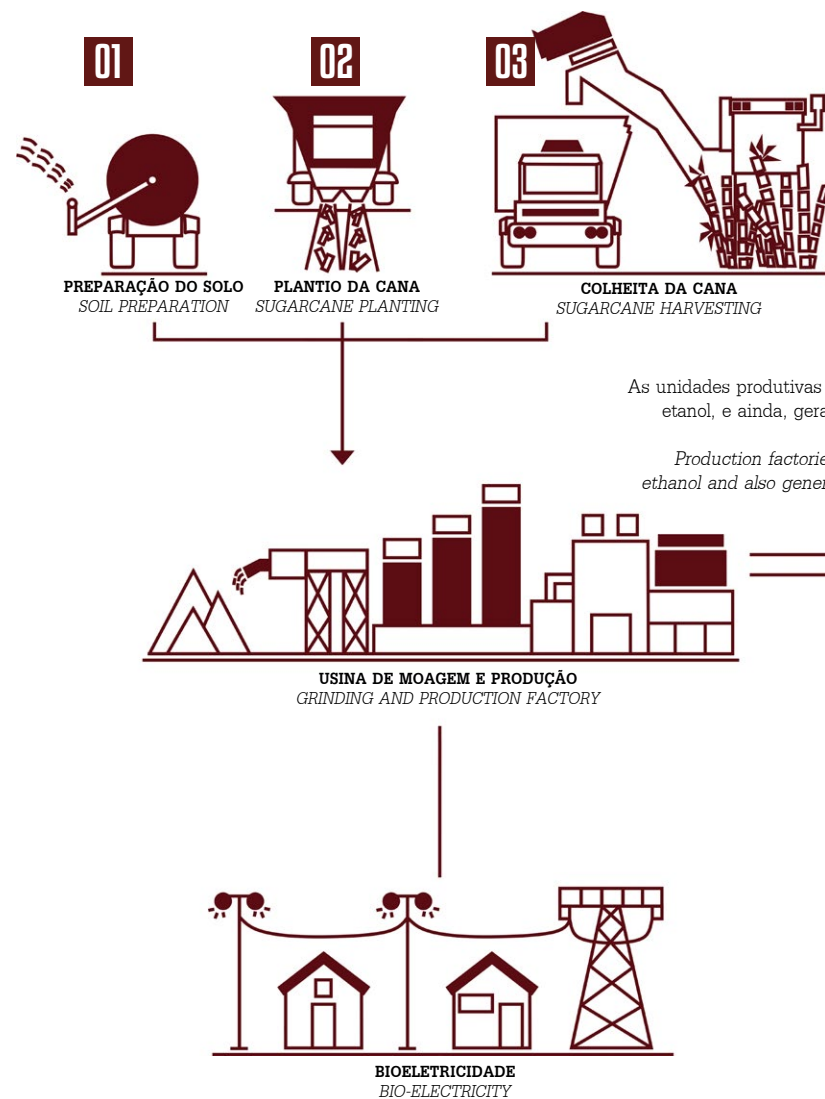 01
02
03
PREPARAÇÃO DO SOLO
SOIL PREPARATION
PLANTIO DA CANA
SUGARCANE PLANTING
COLHEITA DA CANA
SUGARCANE HARVESTING
As unidades produtivas
etanol, e ainda, gera
Production factorie
ethanol and also gener
USINA DE MOAGEM E PRODUÇÃO
GRINDING AND PRODUCTION FACTORY
BIOELETRICIDADE
BIO-ELECTRICITY